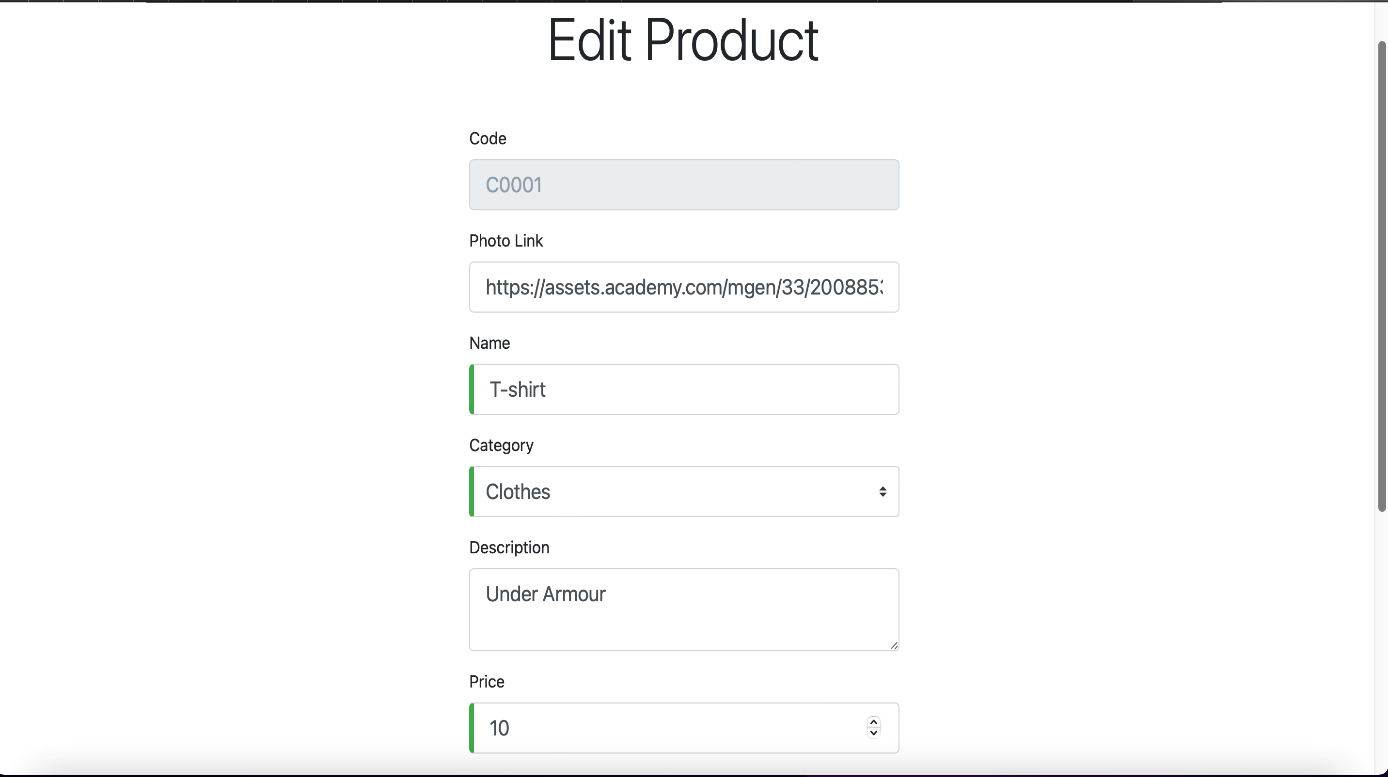 Edit Product
Code
C0001
Photo Link
https://assets.academy.com/mgen/33/200885
Name
T-shirt
Category
Clothes
Description
Under Armour
Price
10